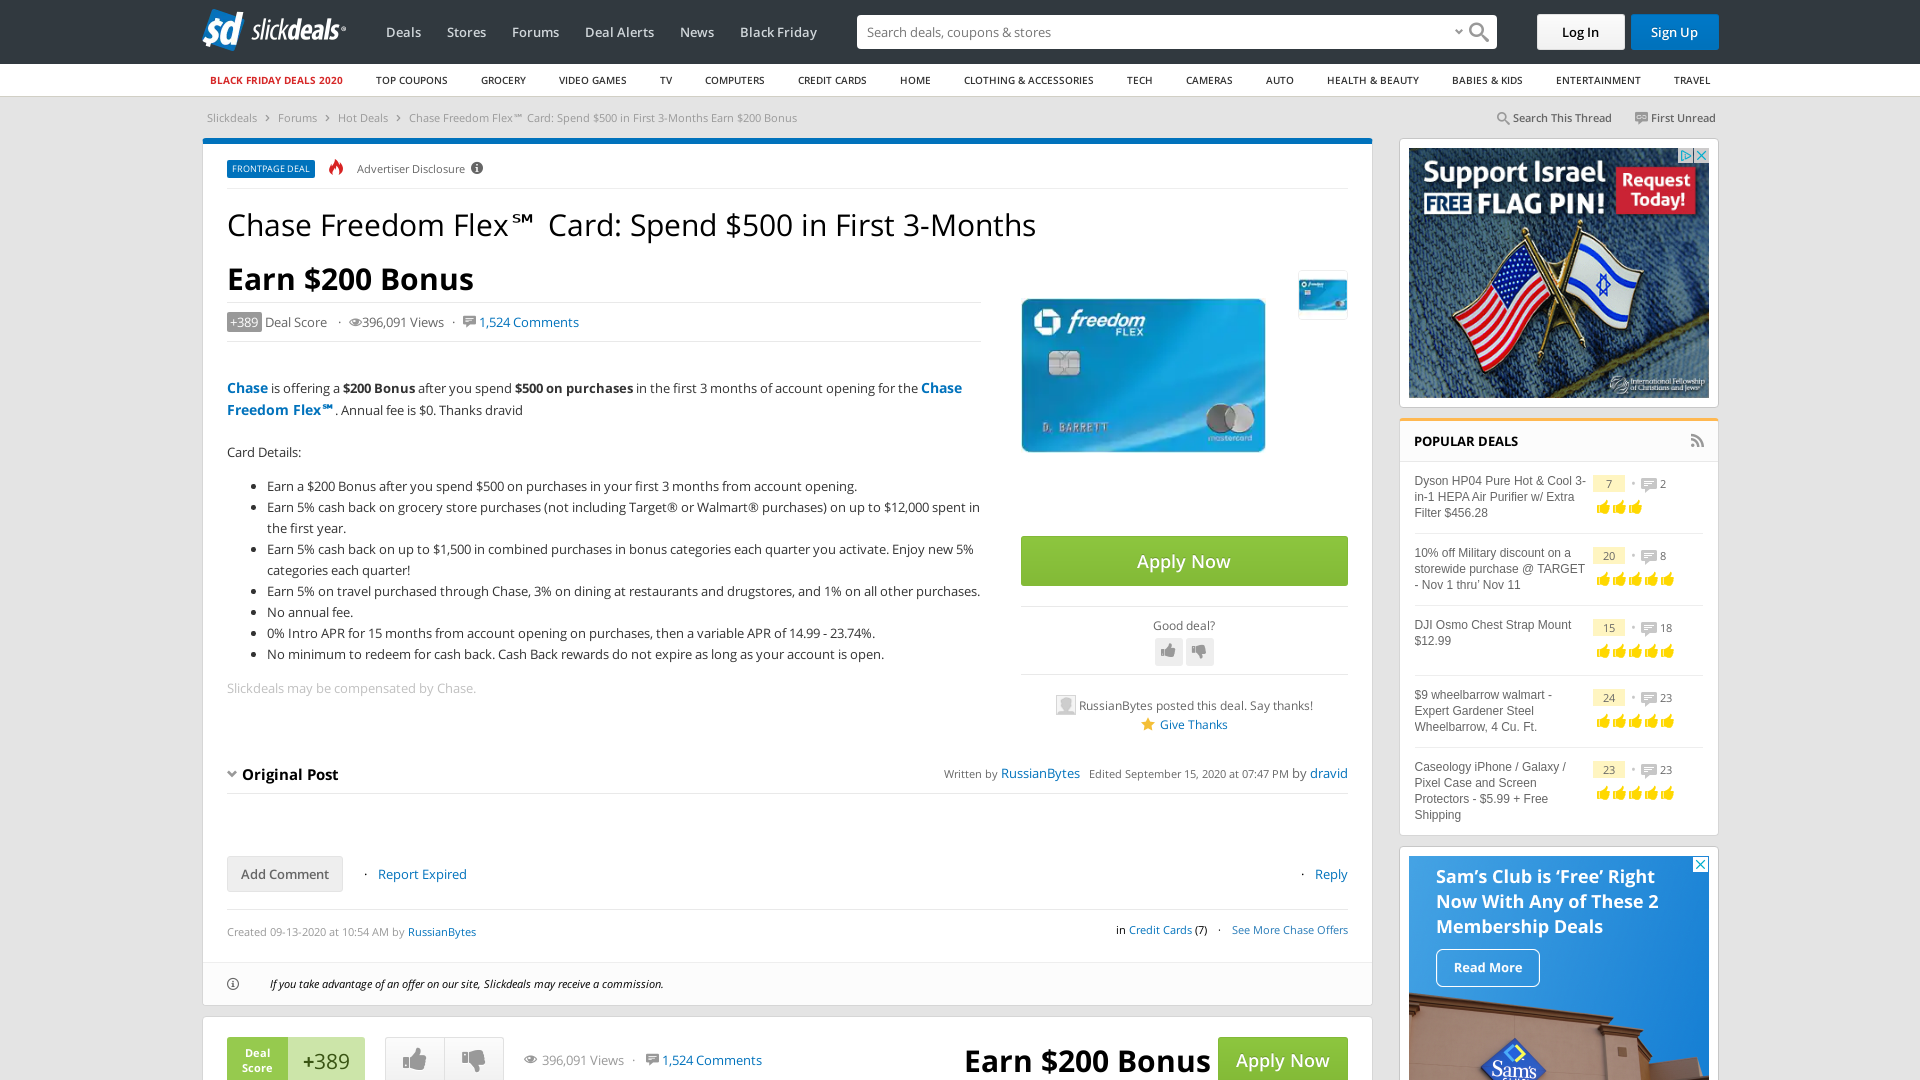 slickdeals
Deals
Stores
Forums
Deal Alerts
News
Black Friday
Search deals, coupons & stores
Log In
Sign Up
BLACK FRIDAY DEALS 2020
TOP COUPONS
GROCERY
VIDEO GAMES
TV
COMPUTERS
CREDIT CARDS
HOME
CLOTHING & ACCESSORIES
TECH
CAMERAS
AUTO
HEALTH & BEAUTY
BABIES & KIDS
ENTERTAINMENT
TRAVEL
Slickdeals > Forums > Hot Deals > Chase Freedom Flex℠ Card: Spend $500 in First 3-Months Earn $200 Bonus
Search This Thread
First Unread
FRONTPAGE DEAL
Advertiser Disclosure
Chase Freedom Flex℠ Card: Spend $500 in First 3-Months
Earn $200 Bonus
+389 Deal Score · 396,091 Views · 1,524 Comments
Chase is offering a $200 Bonus after you spend $500 on purchases in the first 3 months of account opening for the Chase
Freedom Flex℠. Annual fee is $0. Thanks dravid
Card Details:
• Earn a $200 Bonus after you spend $500 on purchases in your first 3 months from account opening.
• Earn 5% cash back on grocery store purchases (not including Target® or Walmart® purchases) on up to $12,000 spent in
the first year.
• Earn 5% cash back on up to $1,500 in combined purchases in bonus categories each quarter you activate. Enjoy new 5%
categories each quarter!
• Earn 5% on travel purchased through Chase, 3% on dining at restaurants and drugstores, and 1% on all other purchases.
• No annual fee.
• 0% Intro APR for 15 months from account opening on purchases, then a variable APR of 14.99 - 23.74%.
• No minimum to redeem for cash back. Cash Back rewards do not expire as long as your account is open.
Slickdeals may be compensated by Chase.
freedom
FLEX
D. GARRETT
mastercard
Apply Now
Good deal?
RussianBytes posted this deal. Say thanks!
Give Thanks
Original Post
Written by RussianBytes Edited September 15, 2020 at 07:47 PM by dravid
Add Comment
· Report Expired
· Reply
Created 09-13-2020 at 10:54 AM by RussianBytes
in Credit Cards (7) · See More Chase Offers
If you take advantage of an offer on our site, Slickdeals may receive a commission.
Deal
Score
+389
396,091 Views · 1,524 Comments
Earn $200 Bonus
Apply Now
Support Israel
FREE FLAG PIN!
Request
Today!
International Fellowship
of Christians and Jews
POPULAR DEALS
Dyson HP04 Pure Hot & Cool 3-
in-1 HEPA Air Purifier w/ Extra
Filter $456.28
7 • 2
10% off Military discount on a
storewide purchase @ TARGET
- Nov 1 thru' Nov 11
20 • 8
DJI Osmo Chest Strap Mount
$12.99
15 • 18
$9 wheelbarrow walmart -
Expert Gardener Steel
Wheelbarrow, 4 Cu. Ft.
24 • 23
Caseology iPhone / Galaxy /
Pixel Case and Screen
Protectors - $5.99 + Free
Shipping
23 • 23
Sam's Club is 'Free' Right
Now With Any of These 2
Membership Deals
Read More
Sam's